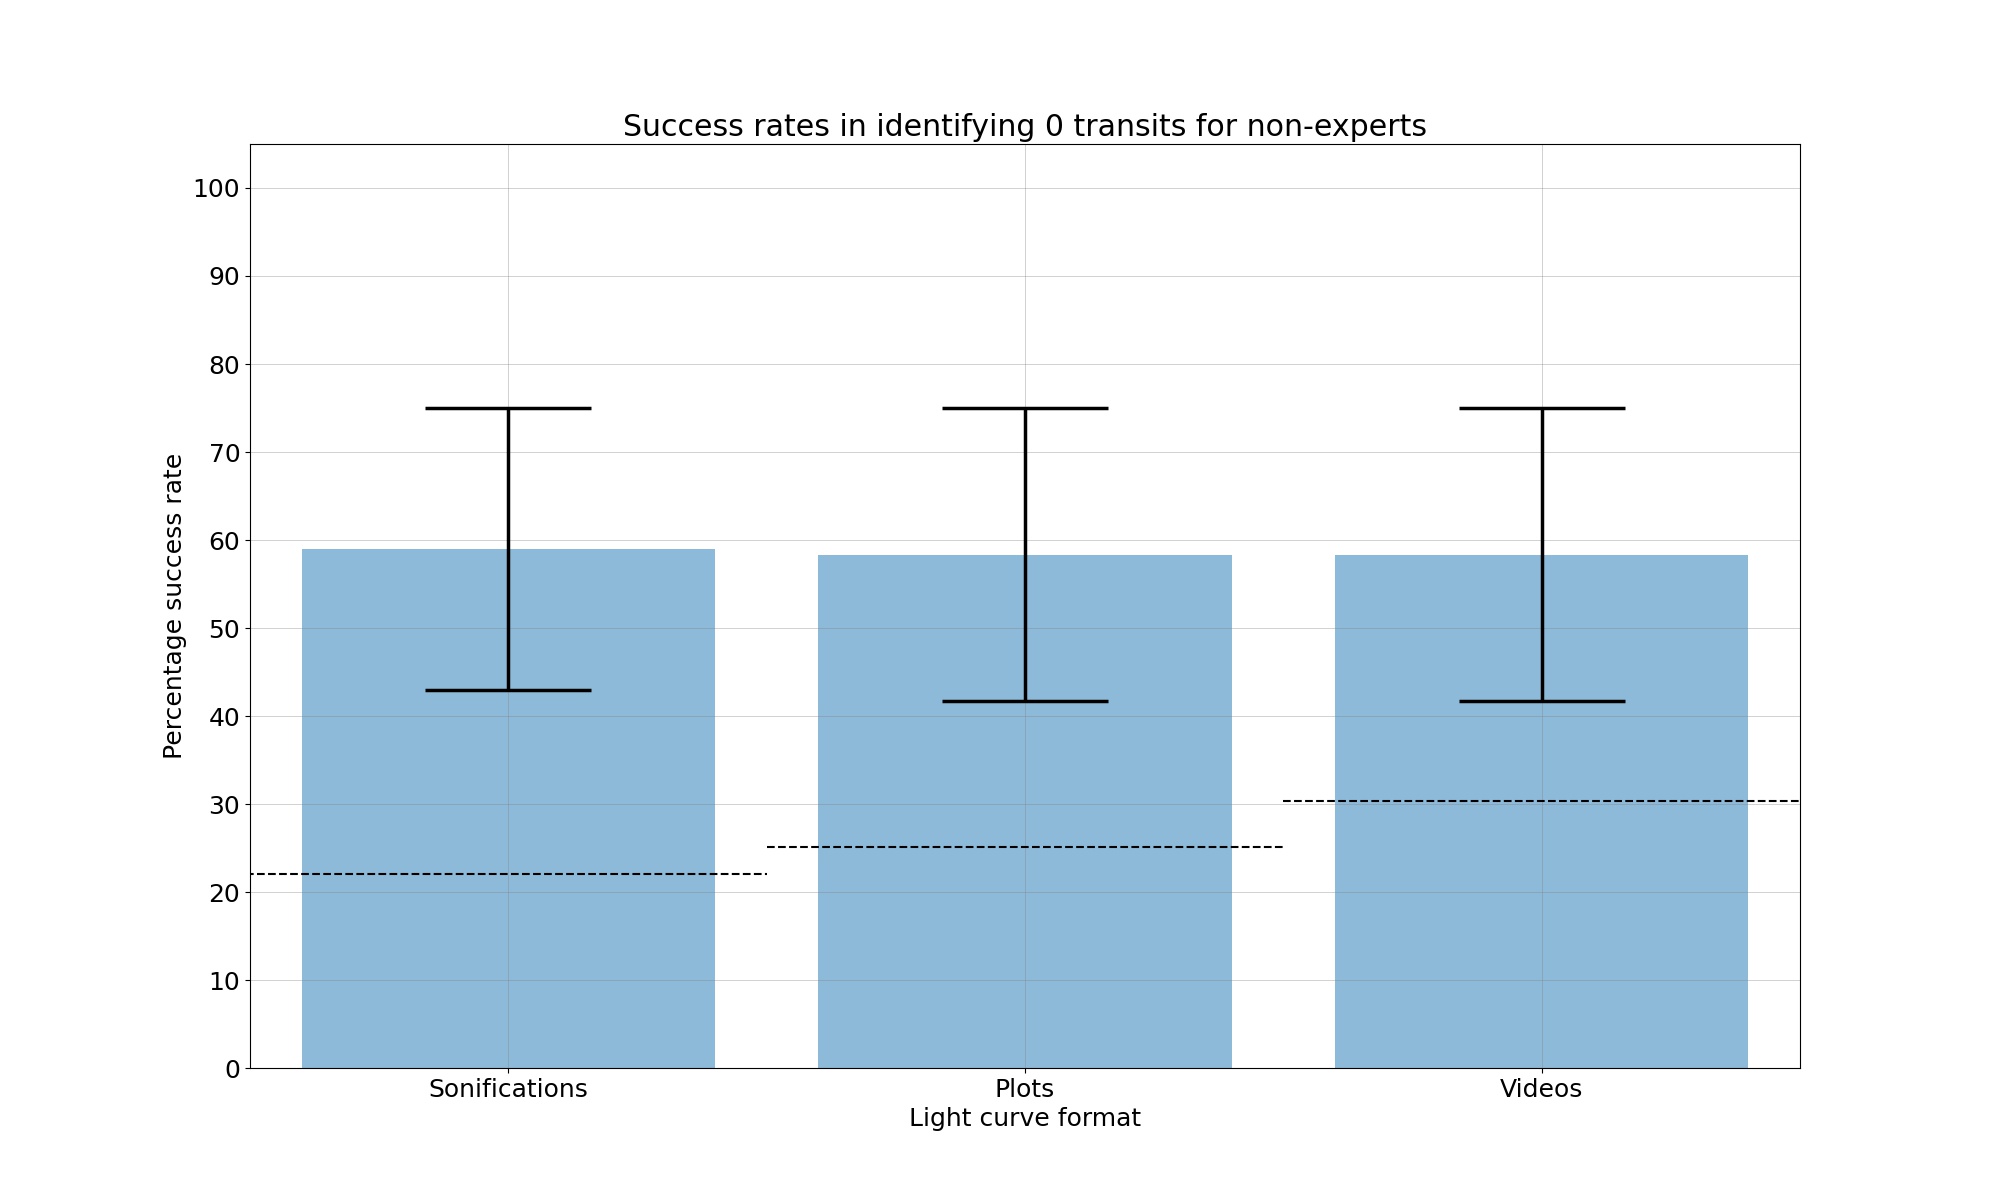 Success rates in identifying 0 transits for non-experts
100
90
80
70
60
50
40
30
20
10
0
Percentage success rate
Sonifications Plots Videos
Light curve format